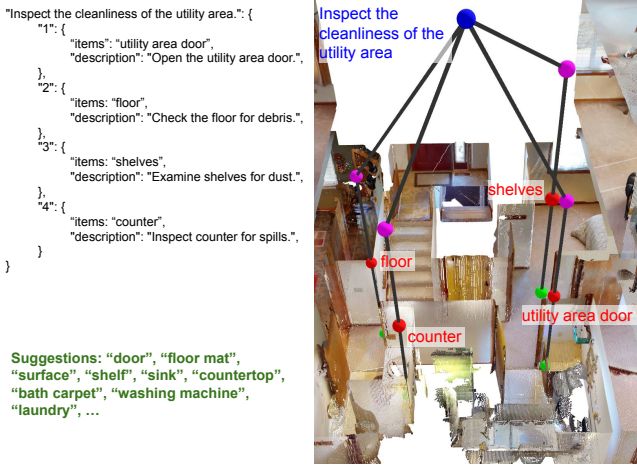 "Inspect the cleanliness of the utility area.": {
"1": {
"items”: “utility area door”,
"description": "Open the utility area door.",
},
"2": {
"items: “floor”,
"description": "Check the floor for debris.",
},
"3": {
"items: “shelves”,
"description": "Examine shelves for dust.",
},
"4": {
"items: “counter”,
"description": "Inspect counter for spills.",
}
}
Suggestions: “door”, “floor mat”,
“surface”, “shelf”, “sink”, “countertop”,
“bath carpet”, “washing machine”,
“laundry”, …
Inspect the
cleanliness of the
utility area
shelves
floor
utility area door
counter